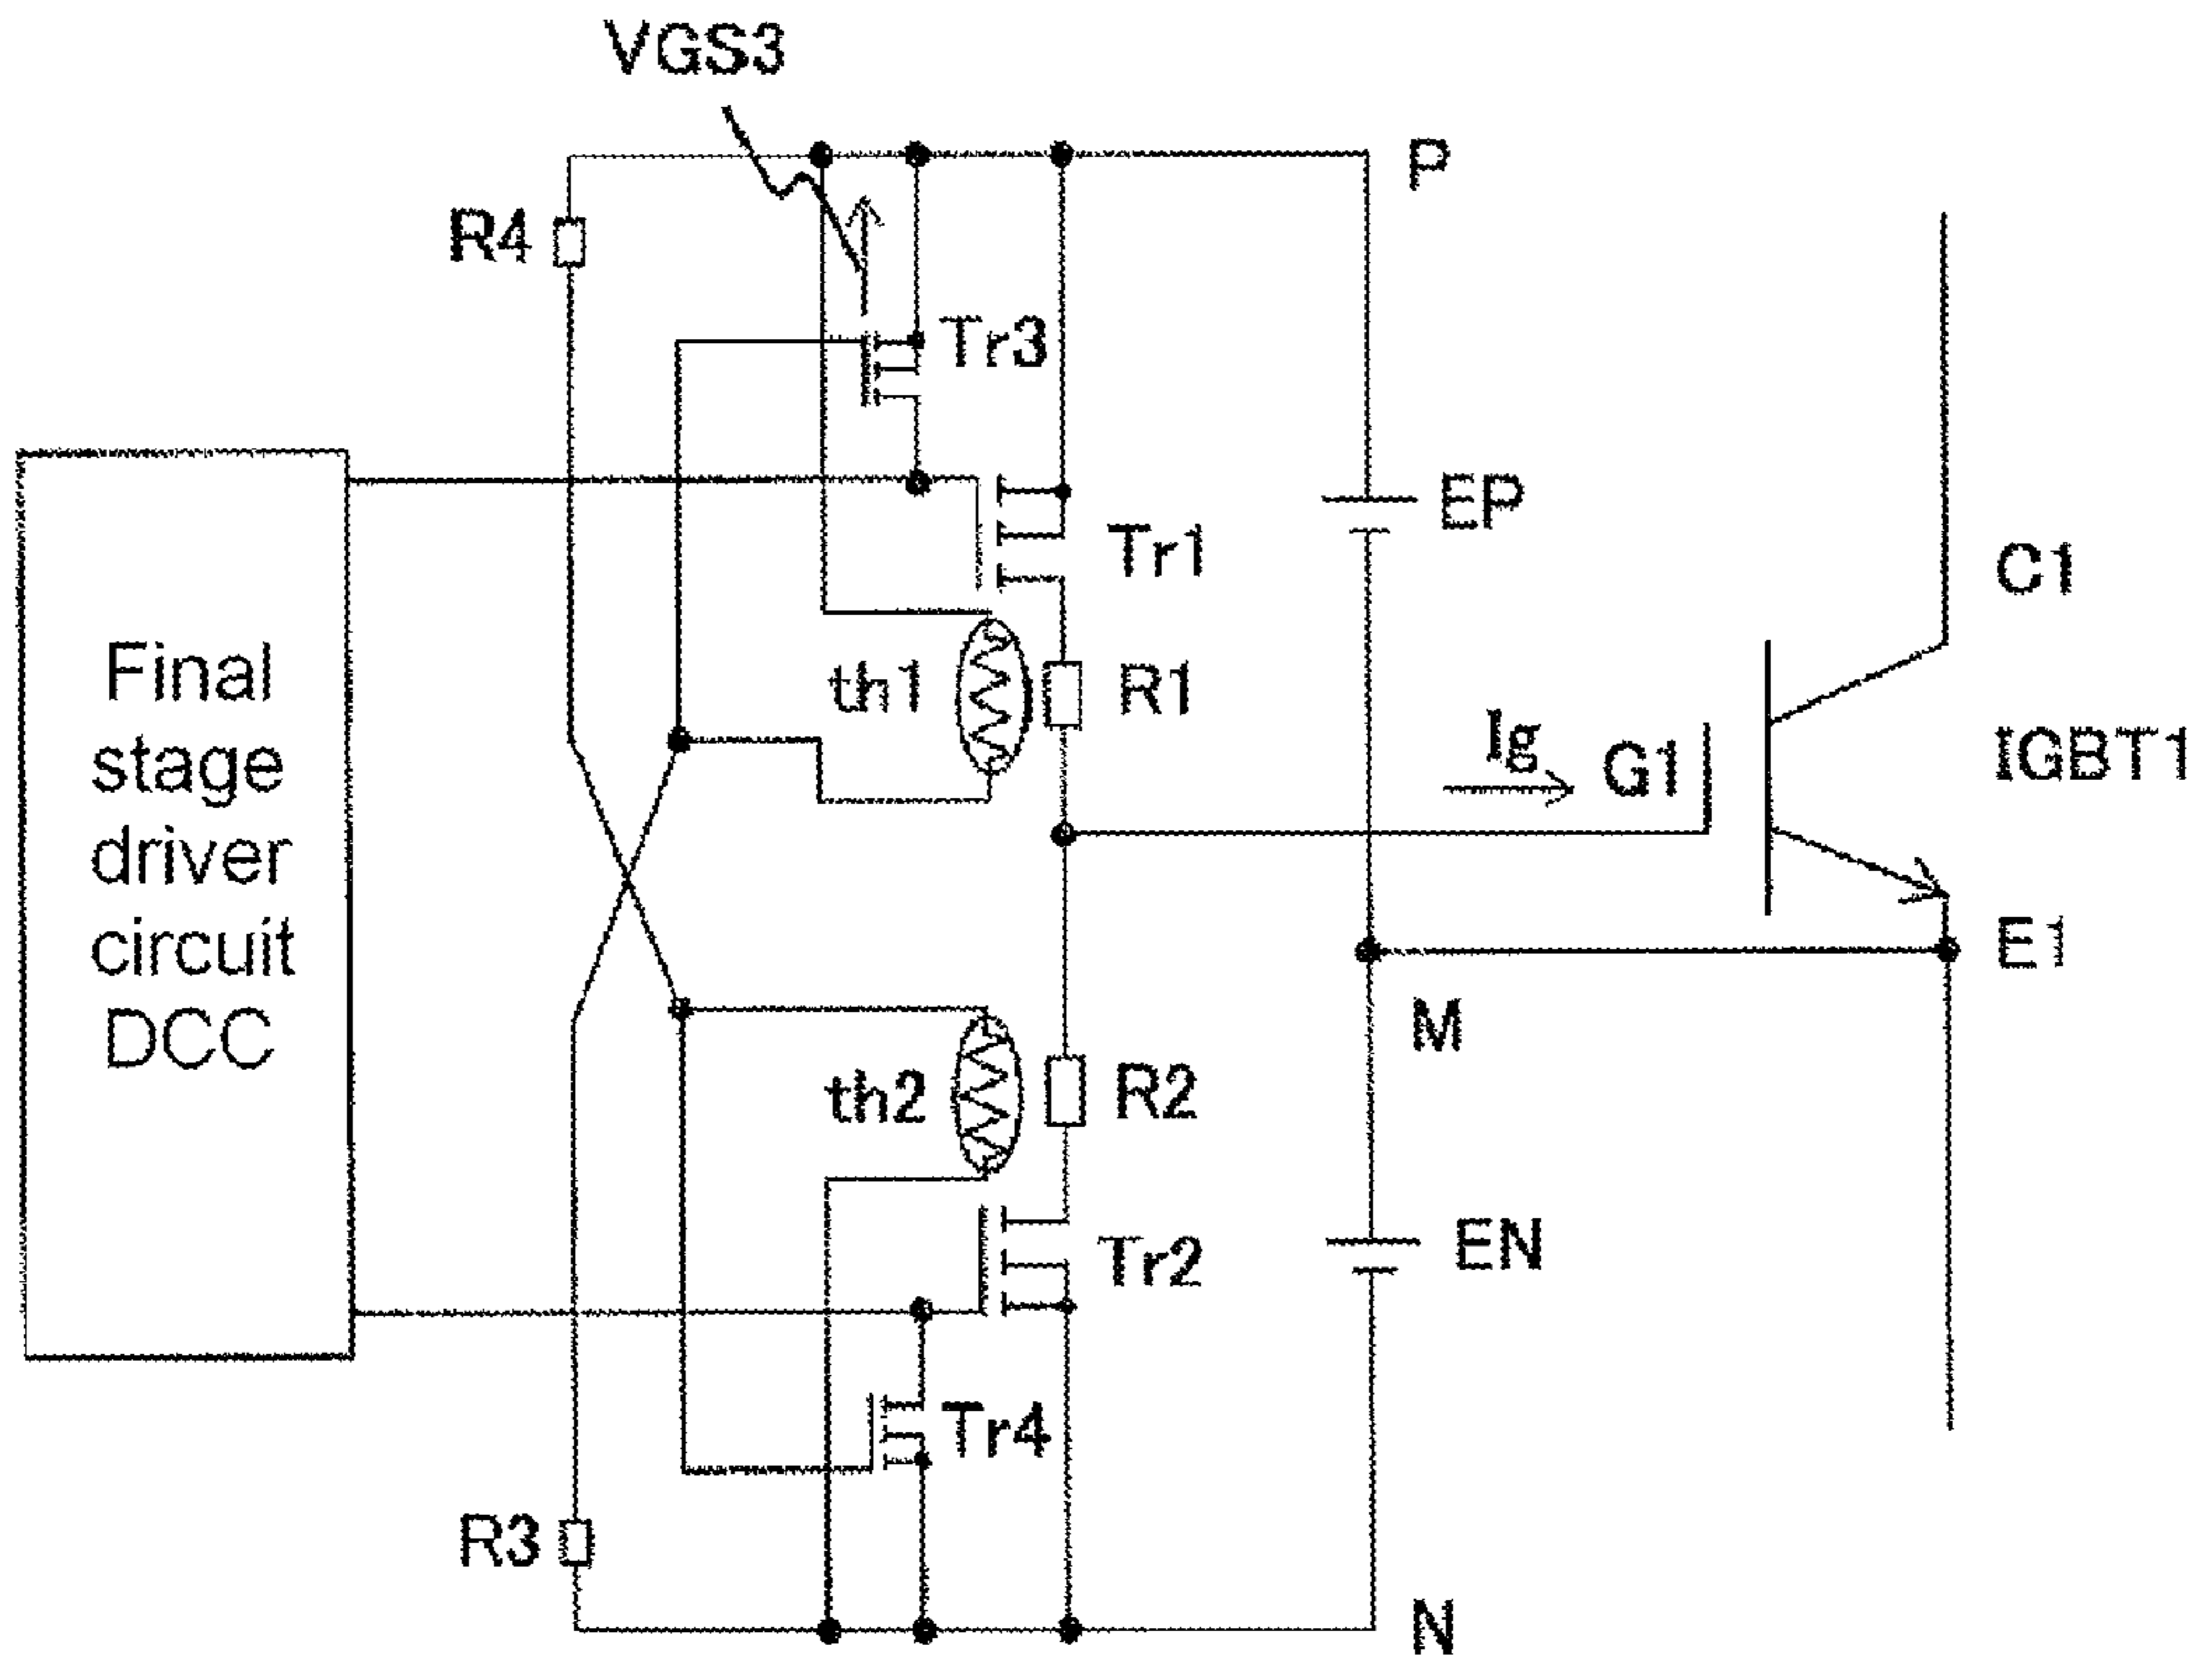 VGS3
P
R4
Tr3
EP
Tr1
C1
Final
stage
driver
circuit
DCC
th1
R1
Ig
G1
IGBT1
E1
M
th2
R2
EN
Tr2
Tr4
R3
N